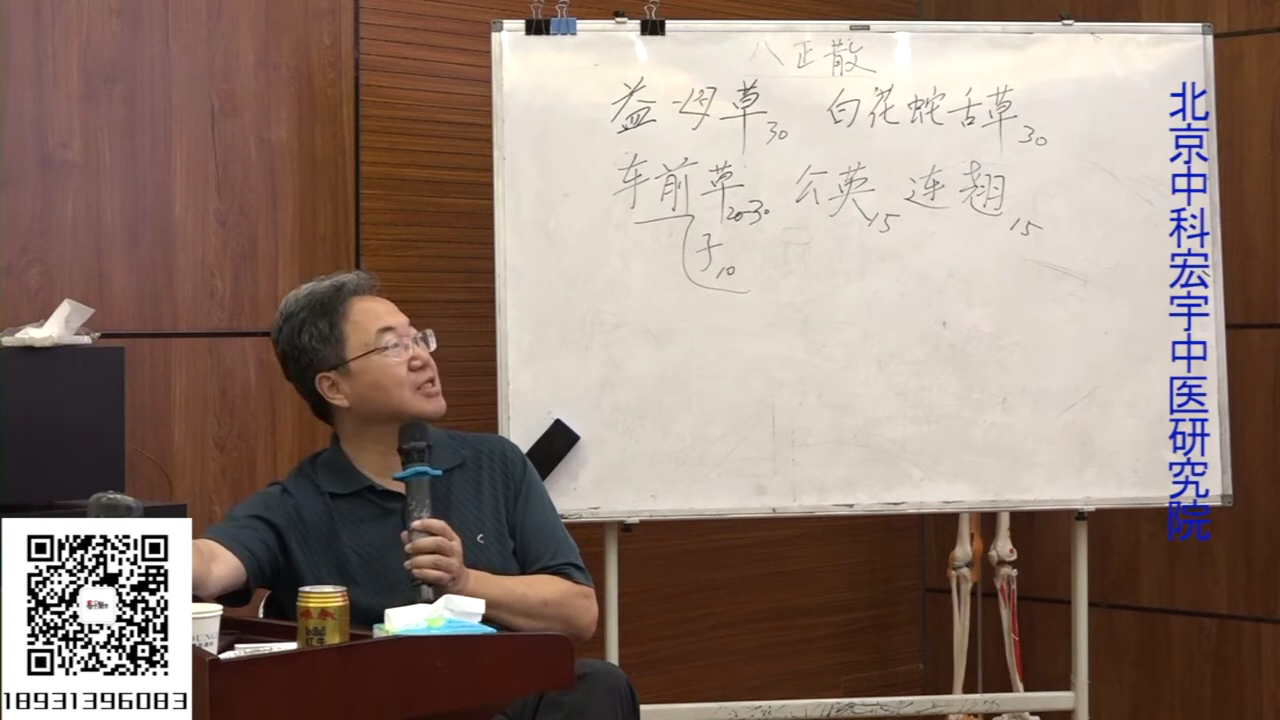 八正散
益母草30 白花蛇舌草30
车前草20-30 公英15 连翘15
子10
北京中科宏宇中医研究院
红牛
18931396083